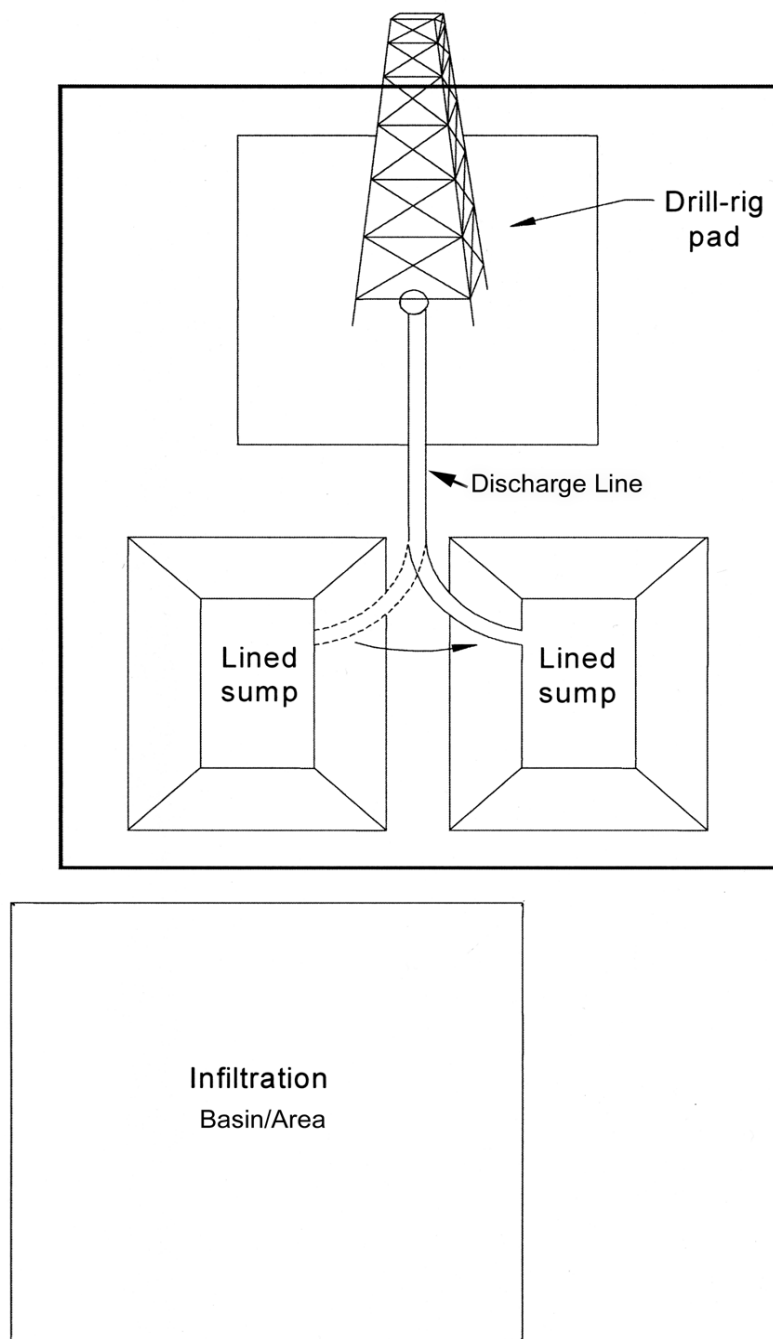 Drill-rig
pad
Discharge Line
Lined
sump
Lined
sump
Infiltration
Basin/Area